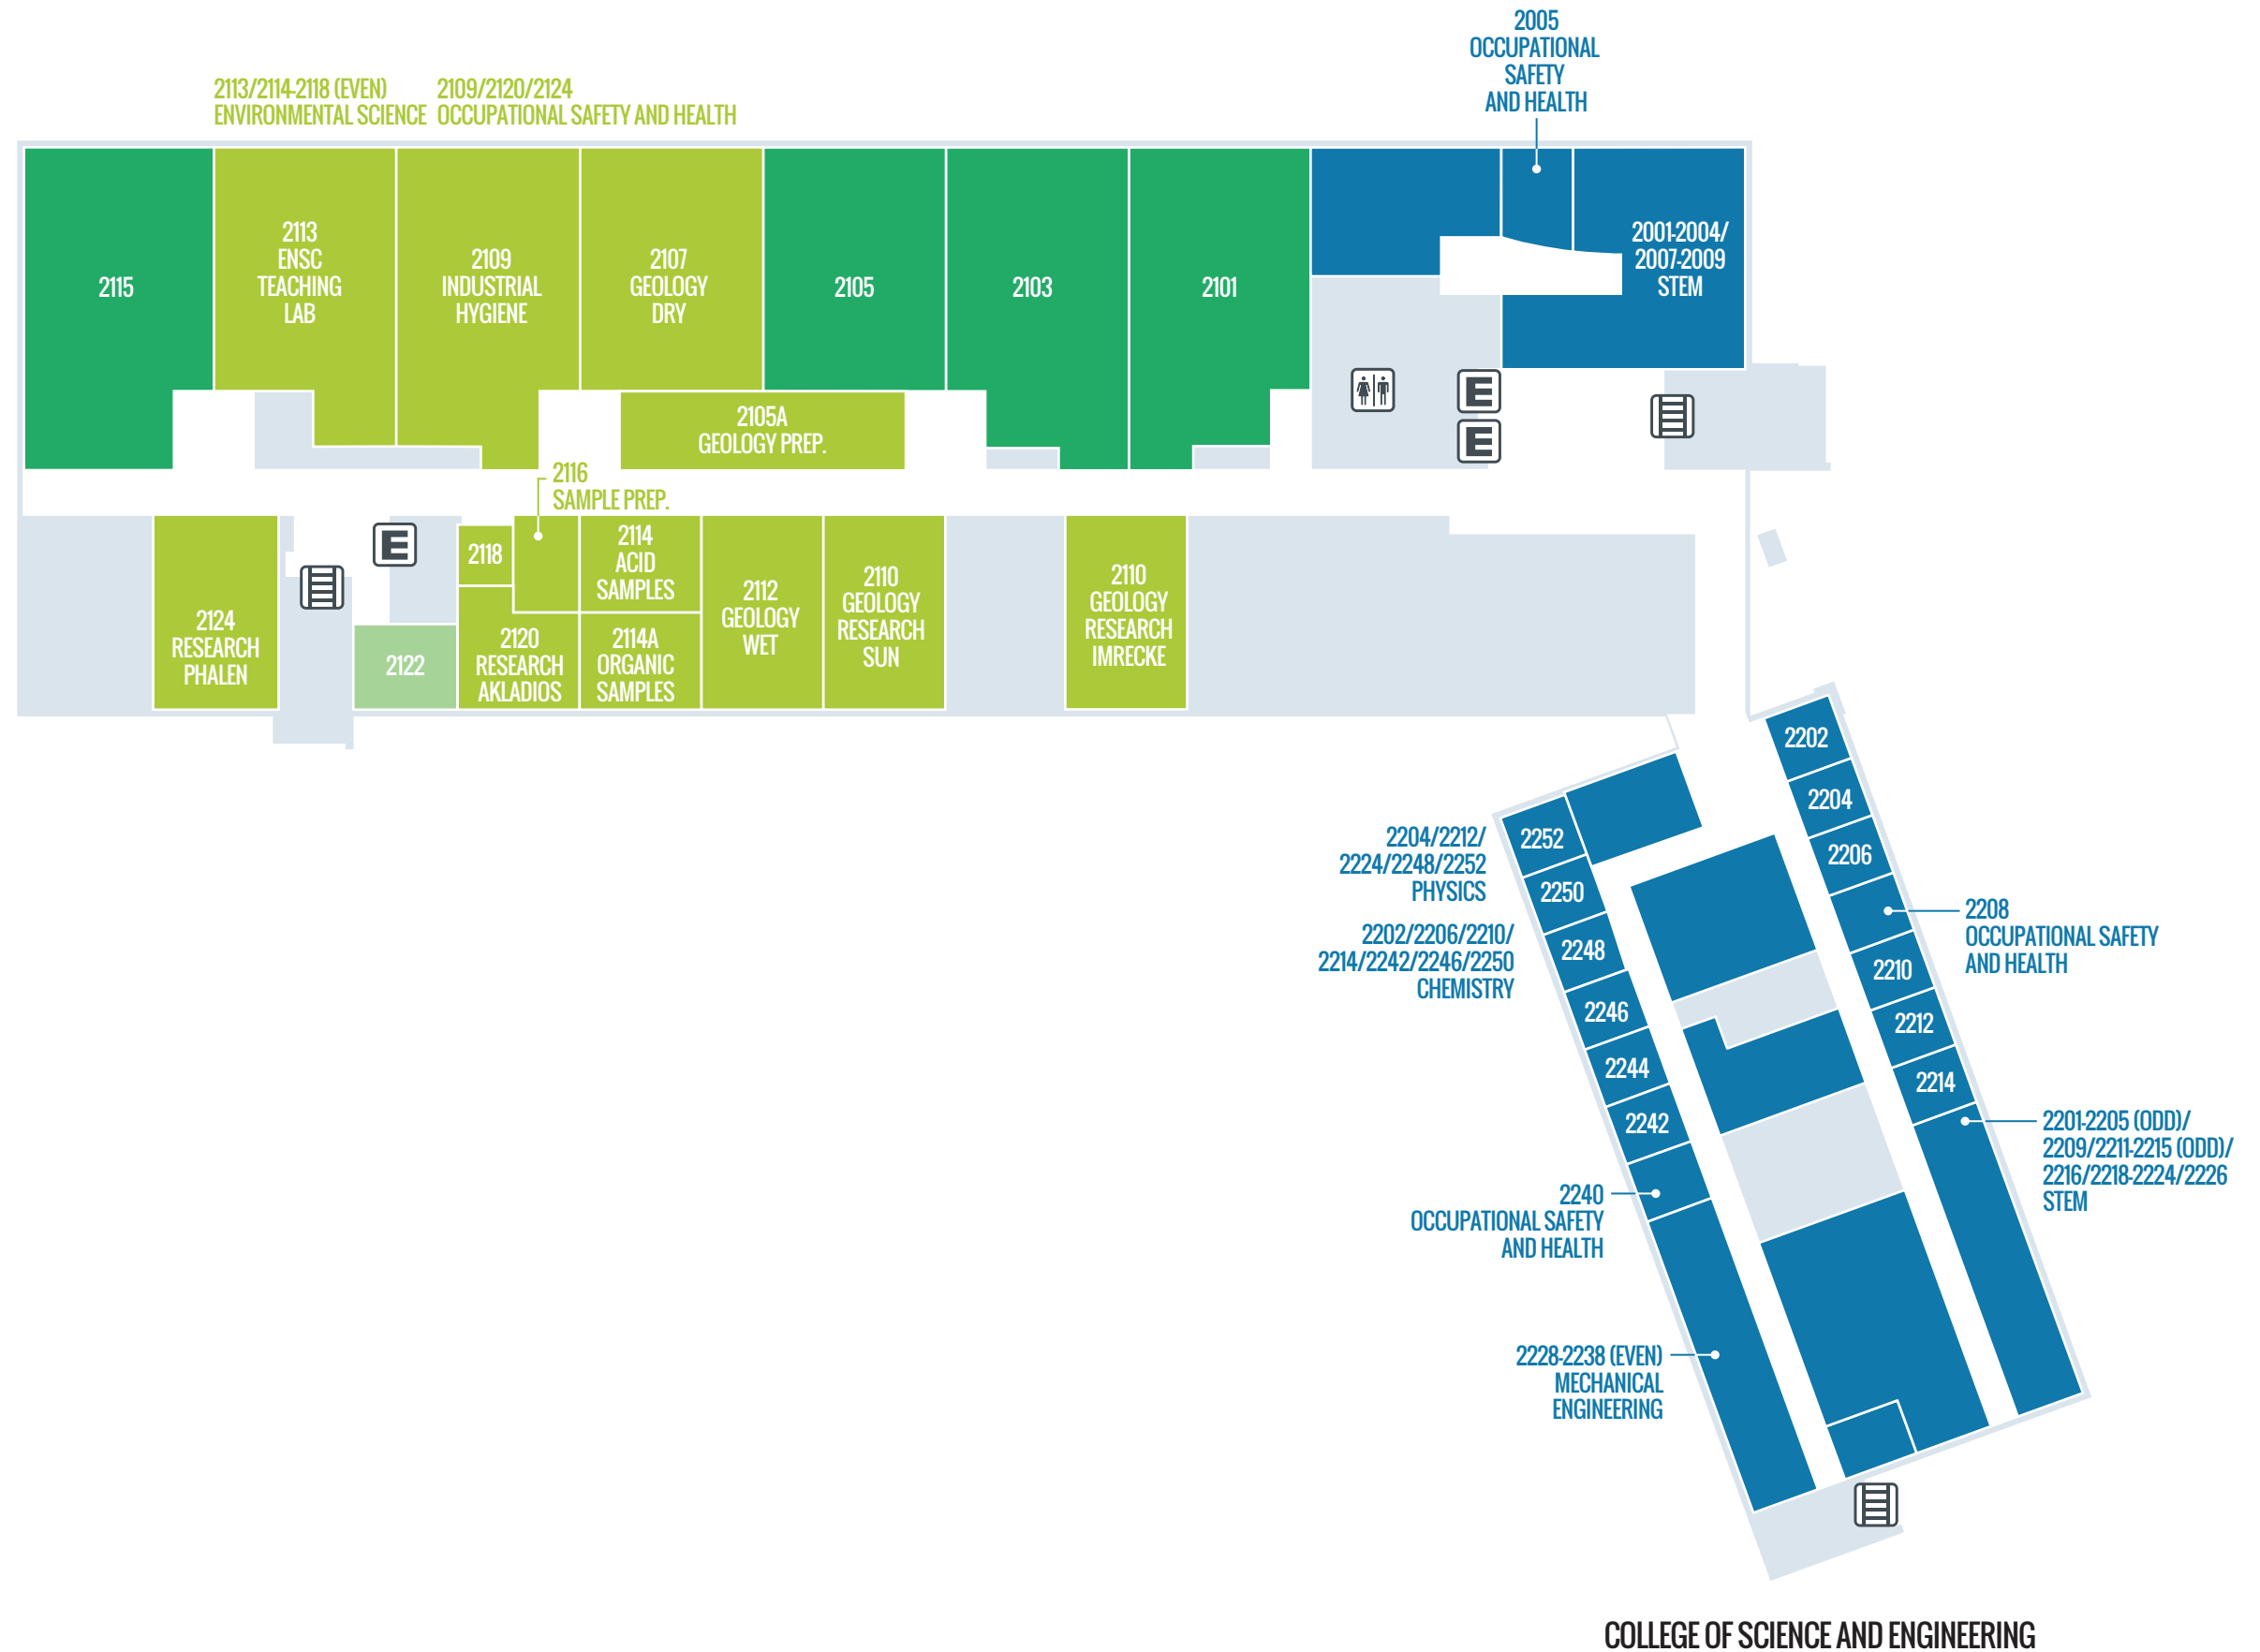 2005
OCCUPATIONAL
SAFETY
AND HEALTH
2113/2114-2118 (EVEN)
ENVIRONMENTAL SCIENCE
2109/2120/2124
OCCUPATIONAL SAFETY AND HEALTH
2115
2113
ENSC
TEACHING
LAB
2109
INDUSTRIAL
HYGIENE
2107
GEOLOGY
DRY
2105
2103
2101
2001-2004/
2007-2009
STEM
2105A
GEOLOGY PREP.
E
E
2116
SAMPLE PREP.
E
2118
2114
ACID
SAMPLES
2112
GEOLOGY
WET
2110
GEOLOGY
RESEARCH
SUN
2110
GEOLOGY
RESEARCH
IMRECKE
2124
RESEARCH
PHALEN
2122
2120
RESEARCH
AKLADIOS
2114A
ORGANIC
SAMPLES
2202
2204
2206
2208
OCCUPATIONAL SAFETY
AND HEALTH
2210
2212
2214
2201-2205 (ODD)/
2209/2211-2215 (ODD)/
2216/2218-2224/2226
STEM
2204/2212/
2224/2248/2252
PHYSICS
2202/2206/2210/
2214/2242/2246/2250
CHEMISTRY
2252
2250
2248
2246
2244
2242
2240
OCCUPATIONAL SAFETY
AND HEALTH
2228-2238 (EVEN)
MECHANICAL
ENGINEERING
COLLEGE OF SCIENCE AND ENGINEERING